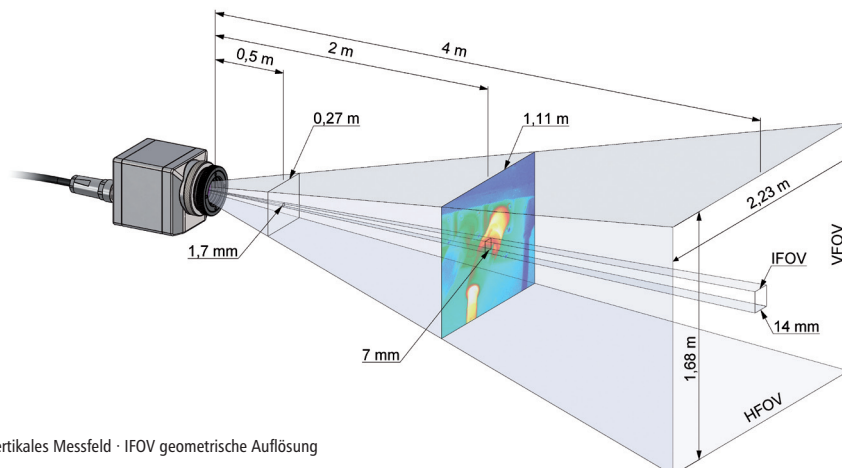 4 m
2 m
0,5 m
0,27 m
1,11 m
2,23 m
VFOV
IFOV
1,7 mm
14 mm
7 mm
1,68 m
HFOV
ertikales Messfeld · IFOV geometrische Auflösung